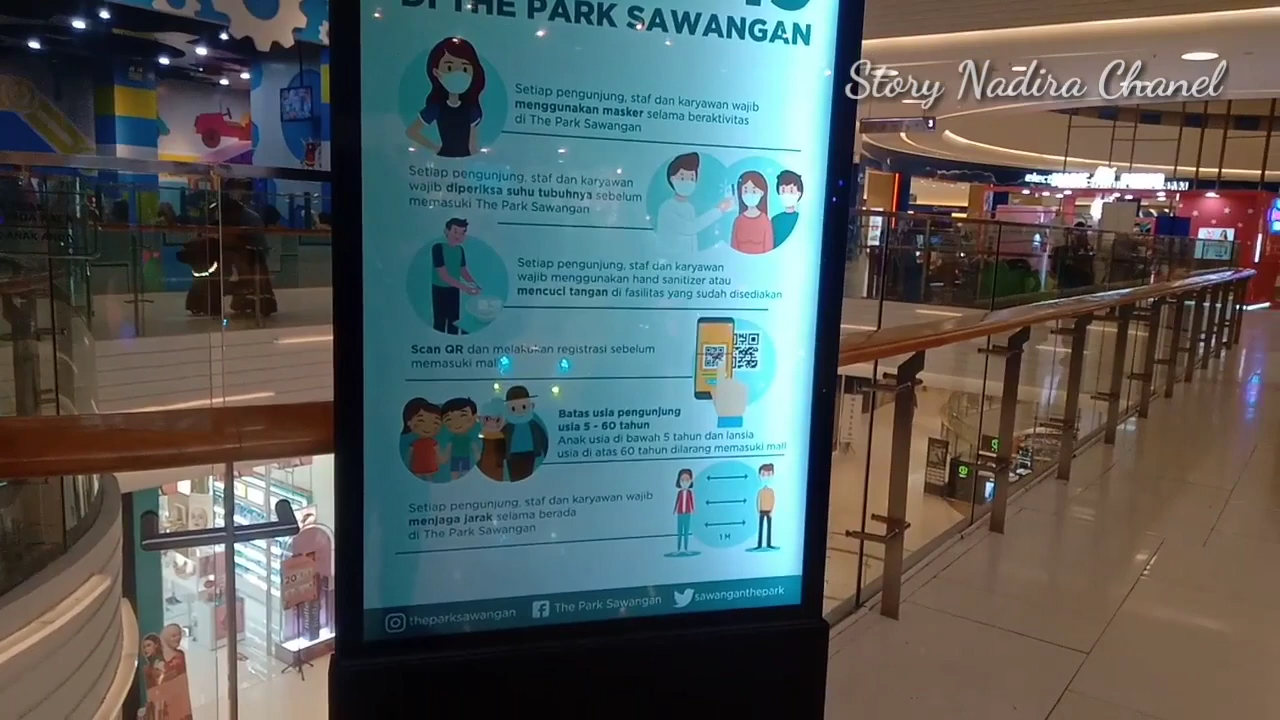 DI THE PARK SAWANGAN
Story Nadira Chanel
Setiap pengunjung, staf dan karyawan wajib
menggunakan masker selama beraktivitas
di The Park Sawangan
Setiap pengunjung, staf dan karyawan
wajib diperiksa suhu tubuhnya sebelum
memasuki The Park Sawangan
Setiap pengunjung, staf dan karyawan
wajib menggunakan hand sanitizer atau
mencuci tangan di fasilitas yang sudah disediakan
Scan QR dan melakukan registrasi sebelum
memasuki mall
Batas usia pengunjung
usia 5 - 60 tahun
Anak usia di bawah 5 tahun dan lansia
usia di atas 60 tahun dilarang memasuki mall
Setiap pengunjung, staf dan karyawan wajib
menjaga jarak selama berada
di The Park Sawangan
1 M
theparksawangan
The Park Sawangan
sawanganthepark